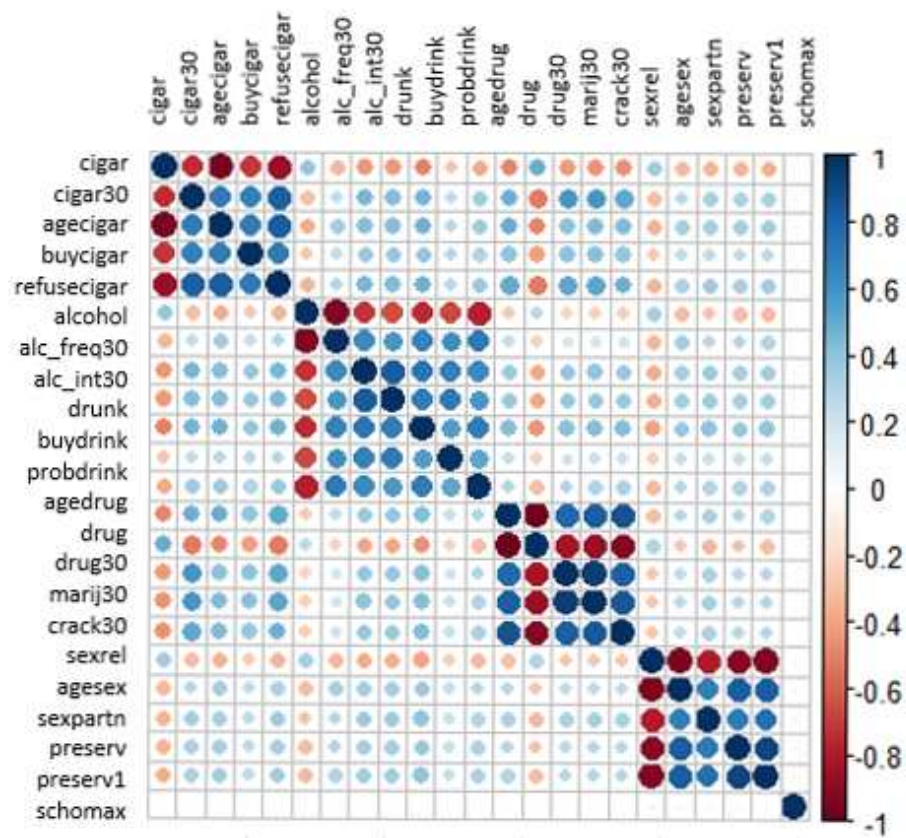 cigar
cigar30
agecigar
buycigar
refusecigar
alcohol
alc_freq30
alc_int30
drunk
buydrink
probdrink
agedrug
drug
drug30
marij30
crack30
sexrel
agesex
sexpartn
preserv
preserv1
schomax
cigar
cigar30
agecigar
buycigar
refusecigar
alcohol
alc_freq30
alc_int30
drunk
buydrink
probdrink
agedrug
drug
drug30
marij30
crack30
sexrel
agesex
sexpartn
preserv
preserv1
schomax
1
0.8
0.6
0.4
0.2
0
-0.2
-0.4
-0.6
-0.8
-1